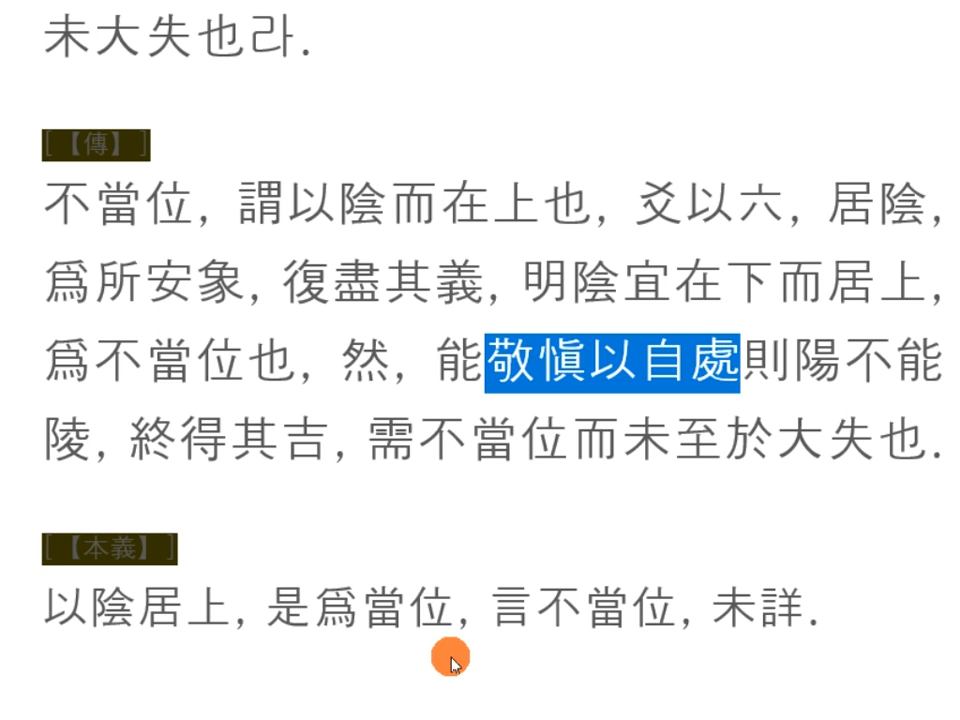 未大失也라.
[【傳】]
不當位, 謂以陰而在上也, 爻以六, 居陰,
爲所安象, 復盡其義, 明陰宜在下而居上,
爲不當位也, 然, 能敬愼以自處則陽不能
陵, 終得其吉, 需不當位而未至於大失也.
[【本義】]
以陰居上, 是爲當位, 言不當位, 未詳.